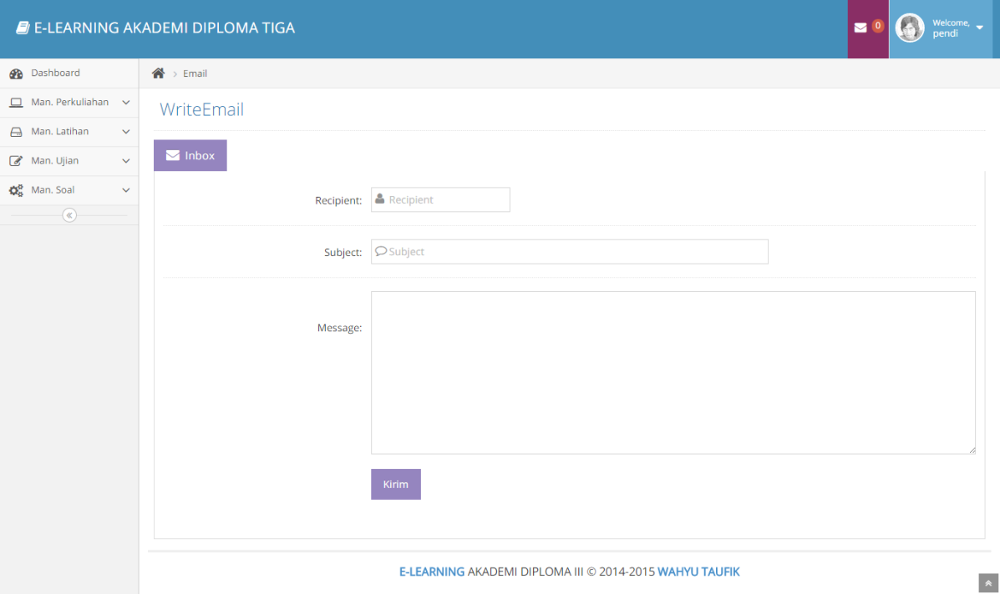 E-LEARNING AKADEMI DIPLOMA TIGA
0
Welcome,
pendi
Dashboard
Man. Perkuliahan
Man. Latihan
Man. Ujian
Man. Soal
Email
WriteEmail
Inbox
Recipient: Recipient
Subject: Subject
Message:
Kirim
E-LEARNING AKADEMI DIPLOMA III © 2014-2015 WAHYU TAUFIK